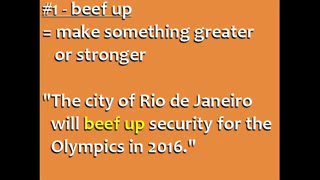 #1 - beef up
= make something greater
or stronger
"The city of Rio de Janeiro
will beef up security for the
Olympics in 2016."